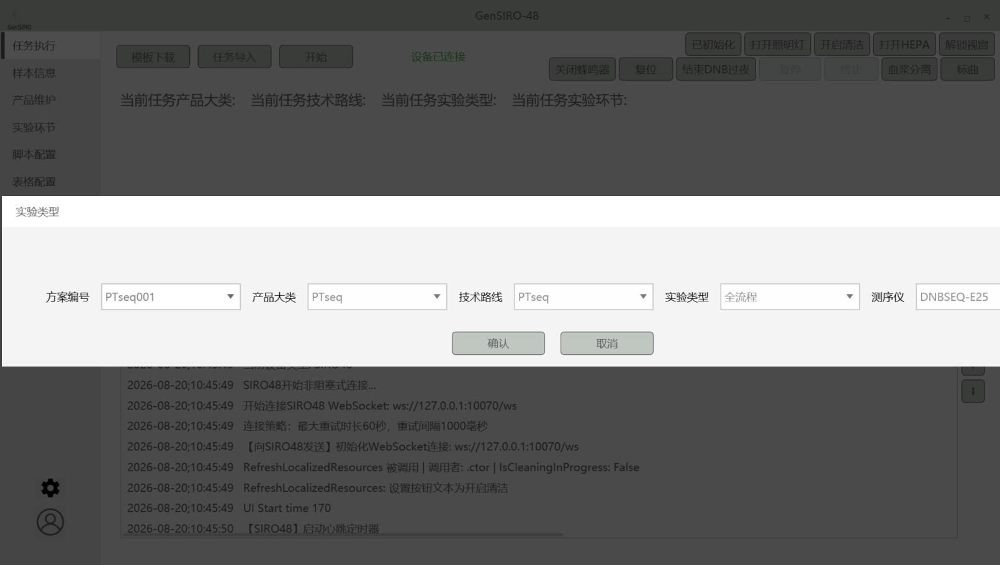 GenSIRO
GenSIRO-48
任务执行
样本信息
产品维护
实验环节
脚本配置
表格配置
模板下载
任务导入
开始
设备已连接
已初始化
打开照明灯
开启清洁
打开HEPA
解锁视窗
关闭蜂鸣器
复位
结束DNB过夜
暂停
终止
血浆分离
标曲
当前任务产品大类: 当前任务技术路线: 当前任务实验类型: 当前任务实验环节:
实验类型
方案编号 PTseq001 产品大类 PTseq 技术路线 PTseq 实验类型 全流程 测序仪 DNBSEQ-E25
确认
取消
2026-08-20;10:45:49 当前设备类型: SIRO48
2026-08-20;10:45:49 SIRO48开始非阻塞式连接...
2026-08-20;10:45:49 开始连接SIRO48 WebSocket: ws://127.0.0.1:10070/ws
2026-08-20;10:45:49 连接策略：最大重试时长60秒，重试间隔1000毫秒
2026-08-20;10:45:49 【向SIRO48发送】初始化WebSocket连接: ws://127.0.0.1:10070/ws
2026-08-20;10:45:49 RefreshLocalizedResources 被调用 | 调用者: .ctor | IsCleaningInProgress: False
2026-08-20;10:45:49 RefreshLocalizedResources: 设置按钮文本为开启清洁
2026-08-20;10:45:49 UI Start time 170
2026-08-20;10:45:50 【SIRO48】启动心跳定时器